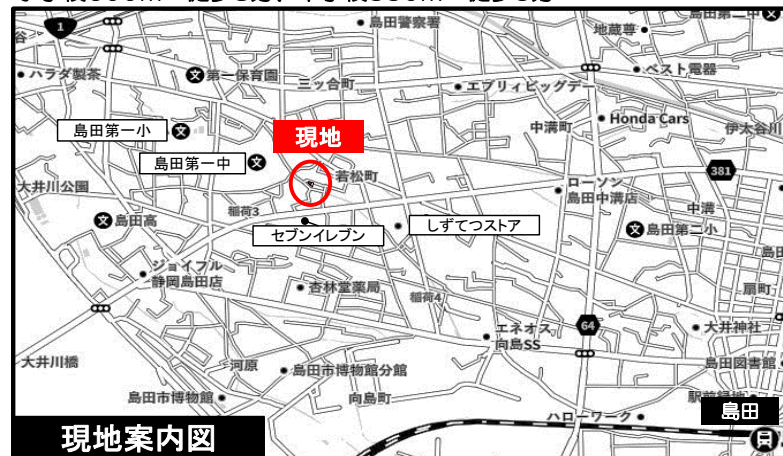 1
島田警察署
島田第二中
地蔵尊
谷
ハラダ製茶
第一保育園
三ッ合町
エブリィビッグデー
ベスト電器
島田第一小
現地
中溝町
Honda Cars
伊太谷川
島田第一中
若松町
381
大井川公園
ローソン
島田中溝店
中溝
島田高
稲荷3
セブンイレブン
しずてつストア
島田第二小
島田
ジョイフル
静岡島田店
杏林堂薬局
稲荷4
扇町
エネオス
向島SS
64
大井神社
大井川橋
河原
島田市博物館分館
島田図書館
島田市博物館
向島町
ハローワーク
駅前緑地
島田
現地案内図